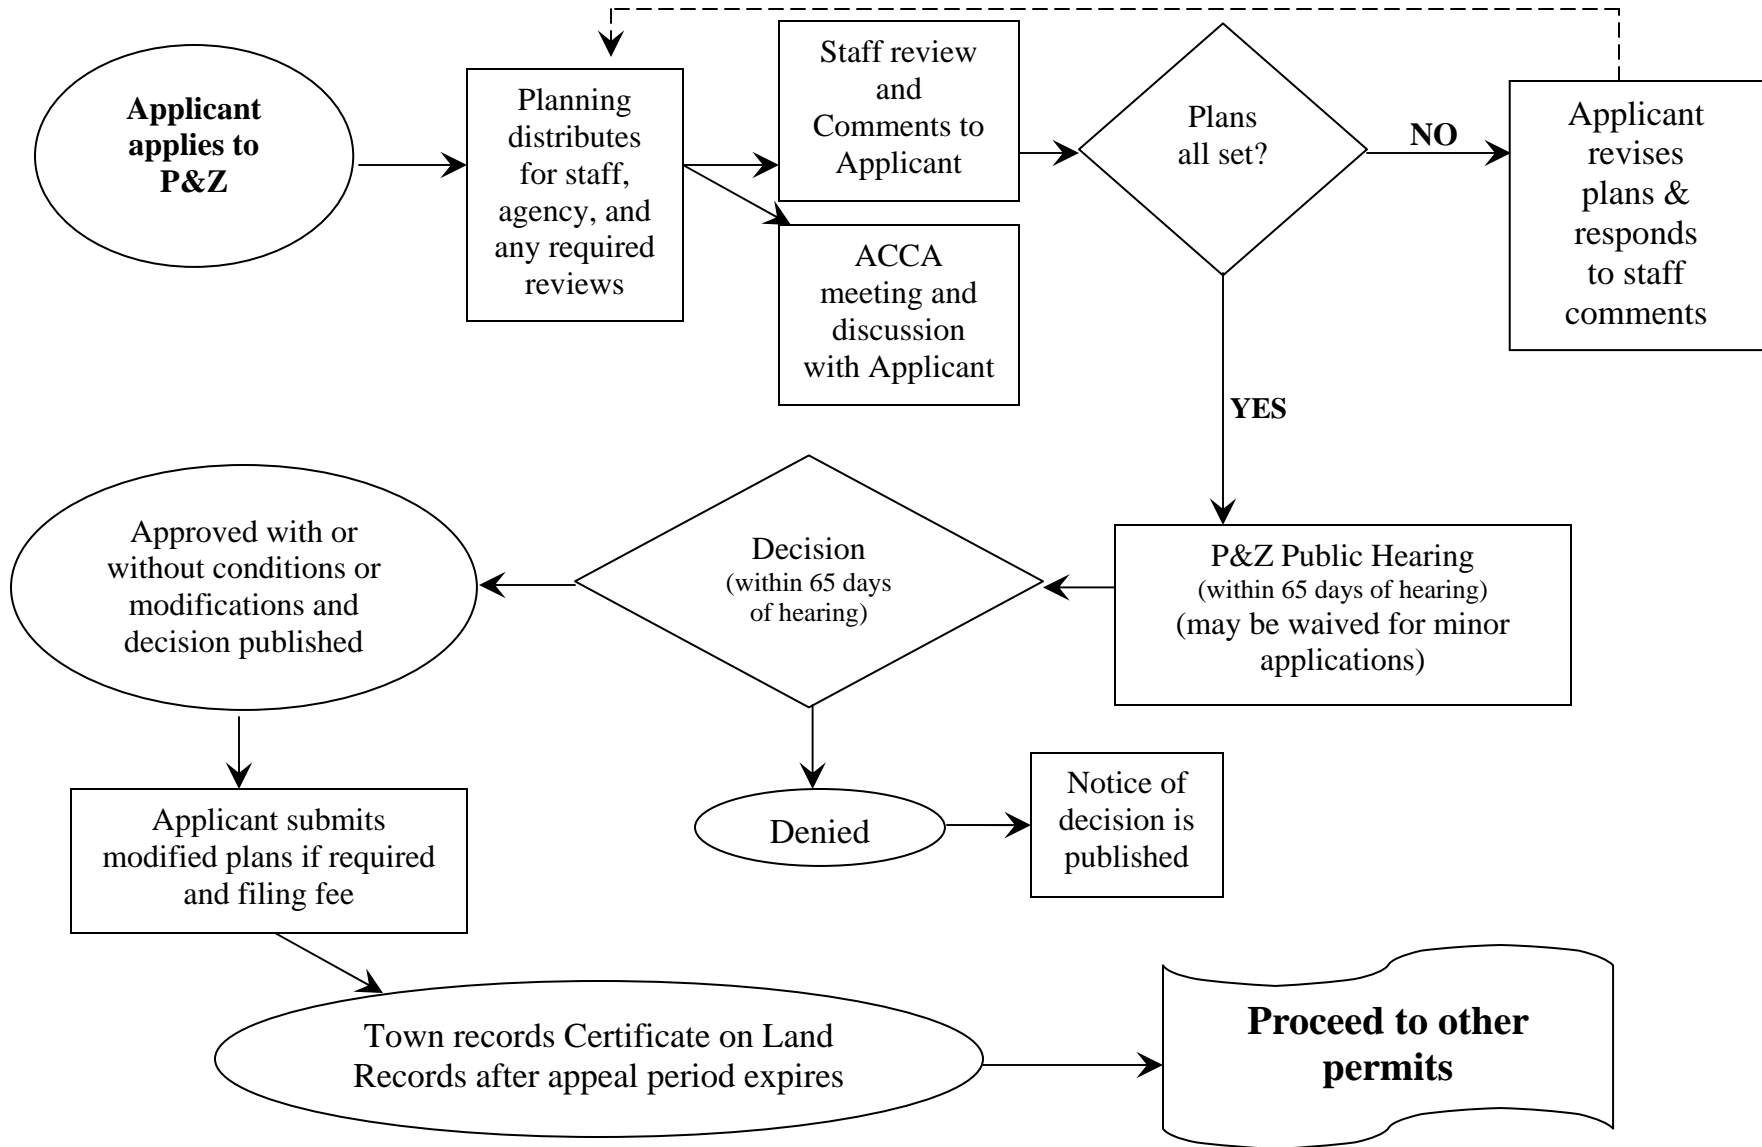 Applicant
applies to
P&Z
Planning
distributes
for staff,
agency, and
any required
reviews
Staff review
and
Comments to
Applicant
ACCA
meeting and
discussion
with Applicant
Plans
all set?
NO
Applicant
revises
plans &
responds
to staff
comments
YES
P&Z Public Hearing
(within 65 days of hearing)
(may be waived for minor
applications)
Decision
(within 65 days
of hearing)
Approved with or
without conditions or
modifications and
decision published
Denied
Notice of
decision is
published
Applicant submits
modified plans if required
and filing fee
Town records Certificate on Land
Records after appeal period expires
Proceed to other
permits